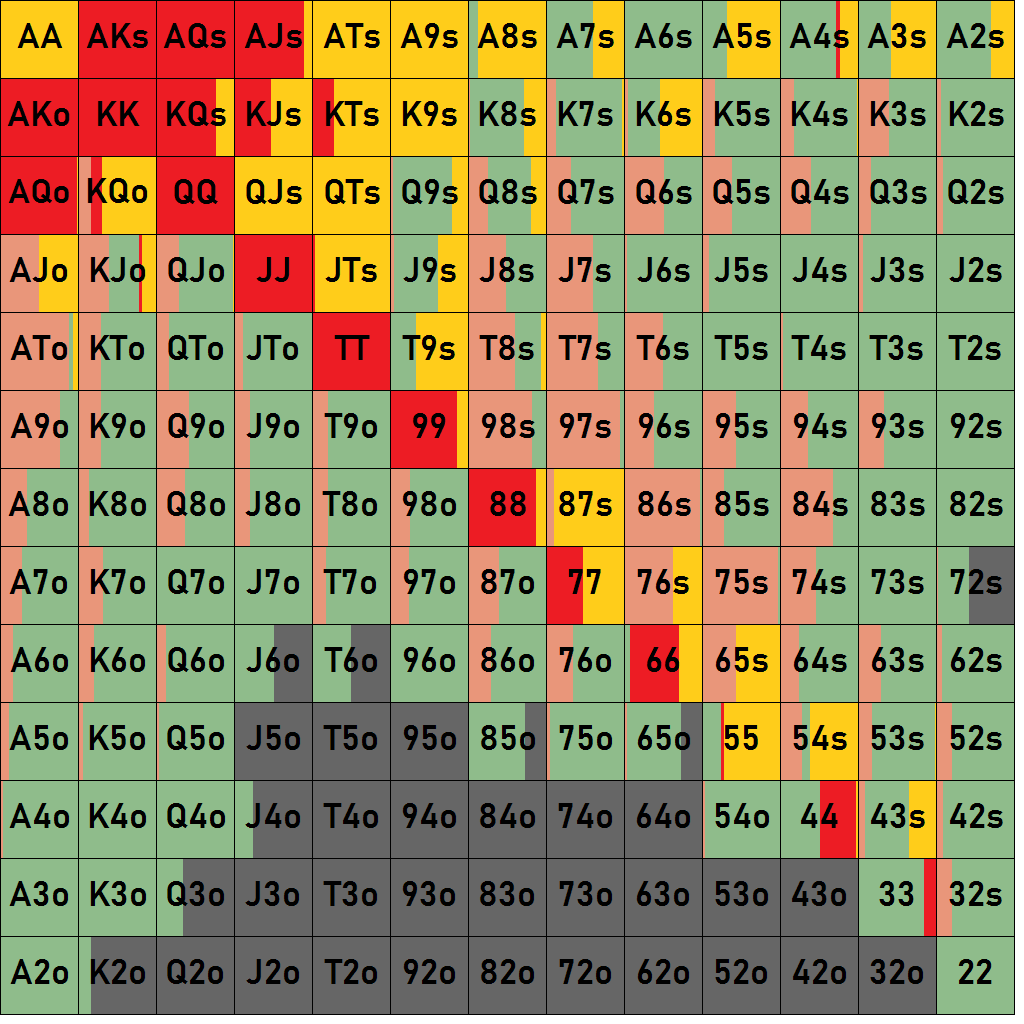 AA AKs AQs AJs ATs A9s A8s A7s A6s A5s A4s A3s A2s
AKo KK KQs KJs KTs K9s K8s K7s K6s K5s K4s K3s K2s
AQo KQo QQ QJs QTs Q9s Q8s Q7s Q6s Q5s Q4s Q3s Q2s
AJo KJo QJo JJ JTs J9s J8s J7s J6s J5s J4s J3s J2s
ATo KTo QTo JTo TT T9s T8s T7s T6s T5s T4s T3s T2s
A9o K9o Q9o J9o T9o 99 98s 97s 96s 95s 94s 93s 92s
A8o K8o Q8o J8o T8o 98o 88 87s 86s 85s 84s 83s 82s
A7o K7o Q7o J7o T7o 97o 87o 77 76s 75s 74s 73s 72s
A6o K6o Q6o J6o T6o 96o 86o 76o 66 65s 64s 63s 62s
A5o K5o Q5o J5o T5o 95o 85o 75o 65o 55 54s 53s 52s
A4o K4o Q4o J4o T4o 94o 84o 74o 64o 54o 44 43s 42s
A3o K3o Q3o J3o T3o 93o 83o 73o 63o 53o 43o 33 32s
A2o K2o Q2o J2o T2o 92o 82o 72o 62o 52o 42o 32o 22